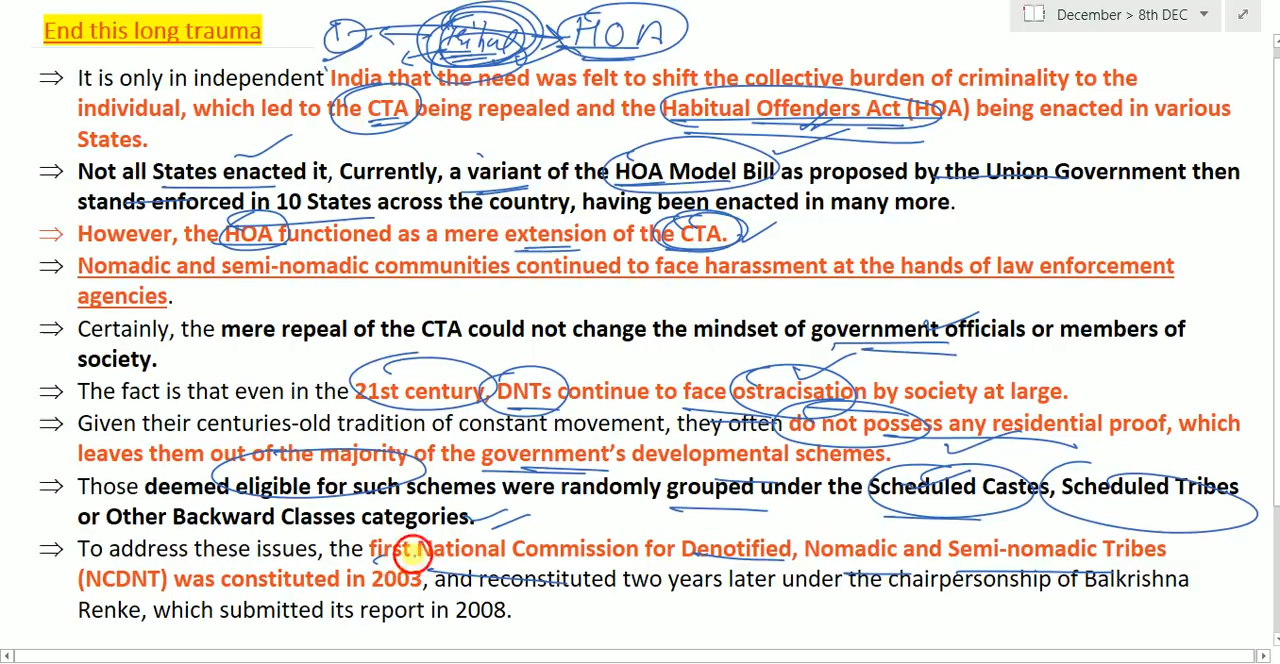 End this long trauma
Tribal
HOA
December > 8th DEC
⇒ It is only in independent India that the need was felt to shift the collective burden of criminality to the
individual, which led to the CTA being repealed and the Habitual Offenders Act (HOA) being enacted in various
States.
⇒ Not all States enacted it, Currently, a variant of the HOA Model Bill as proposed by the Union Government then
stands enforced in 10 States across the country, having been enacted in many more.
⇒ However, the HOA functioned as a mere extension of the CTA.
⇒ Nomadic and semi-nomadic communities continued to face harassment at the hands of law enforcement
agencies.
⇒ Certainly, the mere repeal of the CTA could not change the mindset of government officials or members of
society.
⇒ The fact is that even in the 21st century, DNTs continue to face ostracisation by society at large.
⇒ Given their centuries-old tradition of constant movement, they often do not possess any residential proof, which
leaves them out of the majority of the government's developmental schemes.
⇒ Those deemed eligible for such schemes were randomly grouped under the Scheduled Castes, Scheduled Tribes
or Other Backward Classes categories.
⇒ To address these issues, the first National Commission for Denotified, Nomadic and Semi-nomadic Tribes
(NCDNT) was constituted in 2003, and reconstituted two years later under the chairpersonship of Balkrishna
Renke, which submitted its report in 2008.